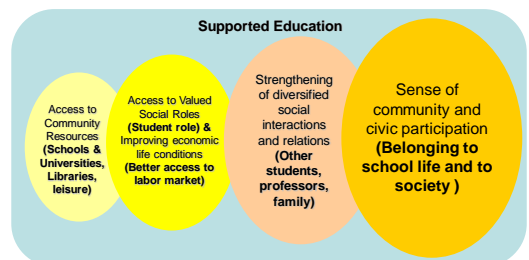 Supported Education
Access to
Community
Resources
(Schools &
Universities,
Libraries,
leisure)
Access to Valued
Social Roles
(Student role) &
Improving economic
life conditions
(Better access to
labor market)
Strengthening
of diversified
social
interactions
and relations
(Other
students,
professors,
family)
Sense of
community and
civic participation
(Belonging to
school life and to
society )